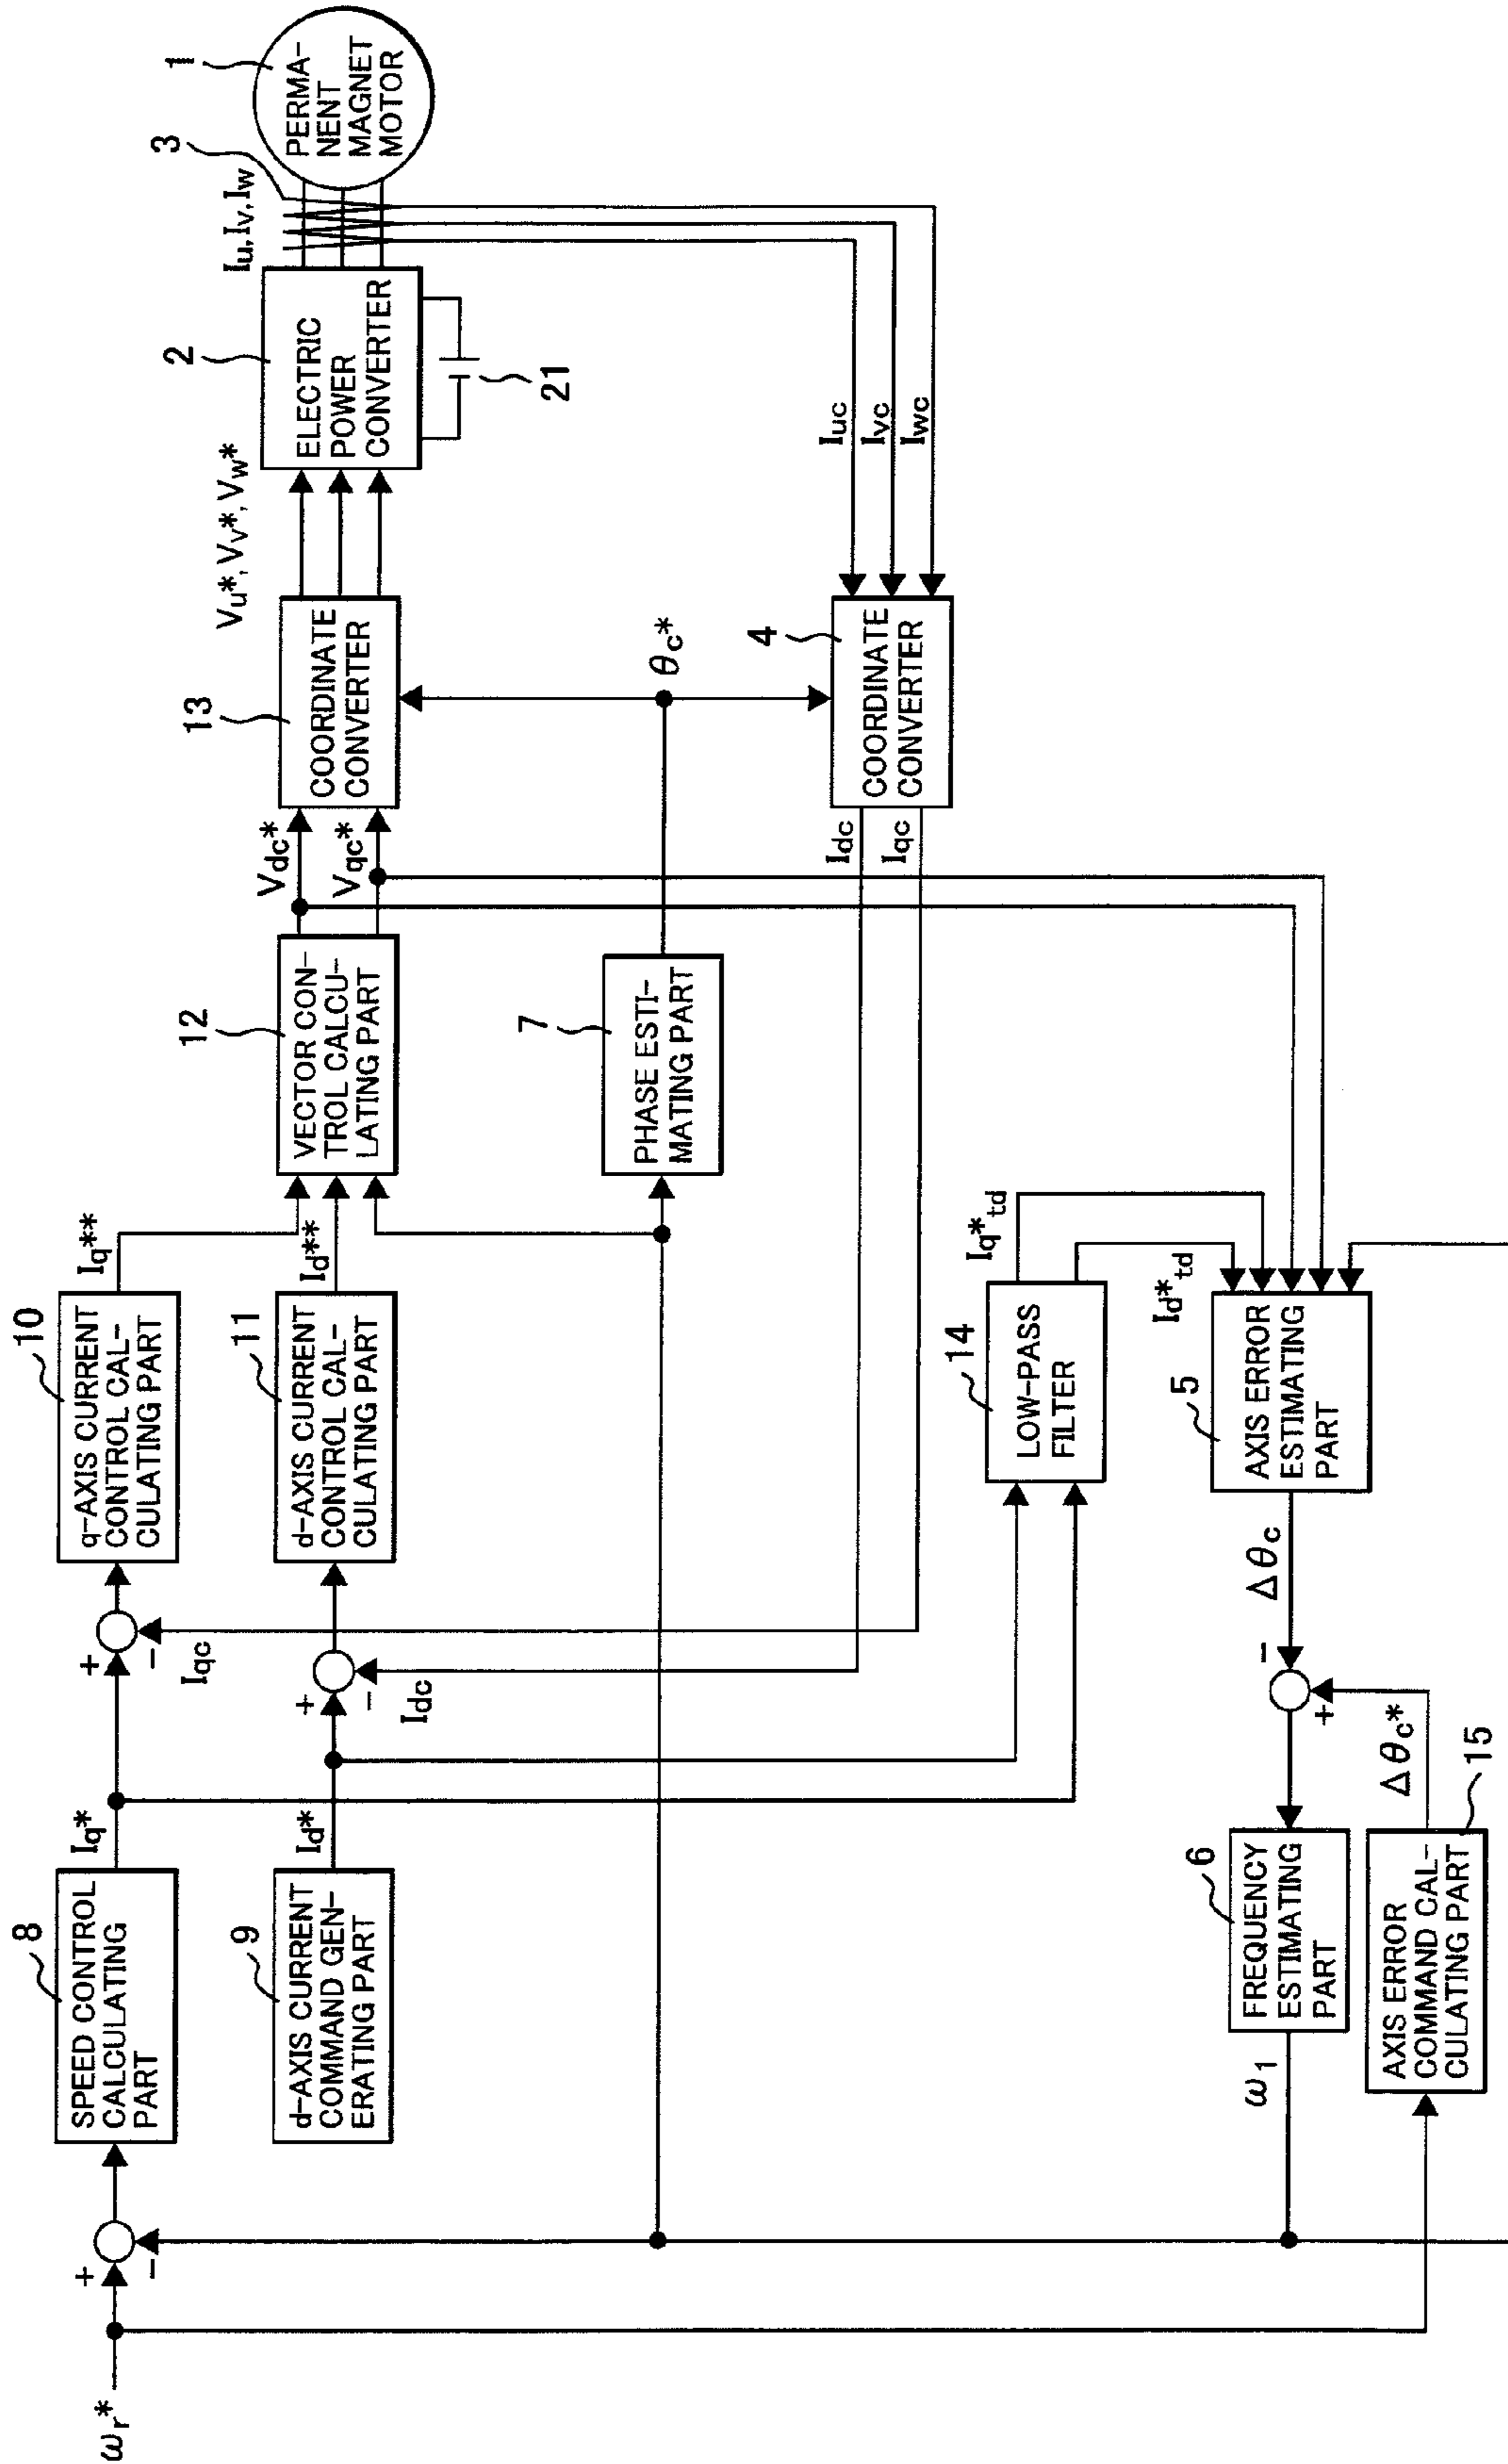 ωr*
+
−
8
SPEED CONTROL
CALCULATING
PART
Iq*
+
−
Iqc
10
q-AXIS CURRENT
CONTROL CAL-
CULATING PART
Iq**
9
d-AXIS CURRENT
COMMAND GEN-
ERATING PART
Id*
+
−
Idc
11
d-AXIS CURRENT
CONTROL CAL-
CULATING PART
Id**
12
VECTOR CON-
TROL CALCU-
LATING PART
Vdc*
Vqc*
13
COORDINATE
CONVERTER
Vu*, Vv*, Vw*
2
ELECTRIC
POWER
CONVERTER
21
Iu, Iv, Iw
3
1
PERMA-
NENT
MAGNET
MOTOR
7
PHASE ESTI-
MATING PART
θc*
4
COORDINATE
CONVERTER
Idc
Iqc
Iuc
Ivc
Iwc
14
LOW-PASS
FILTER
Iq*td
Id*td
5
AXIS ERROR
ESTIMATING
PART
Δθc
−
+
Δθc*
6
FREQUENCY
ESTIMATING
PART
ω1
15
AXIS ERROR
COMMAND CAL-
CULATING PART